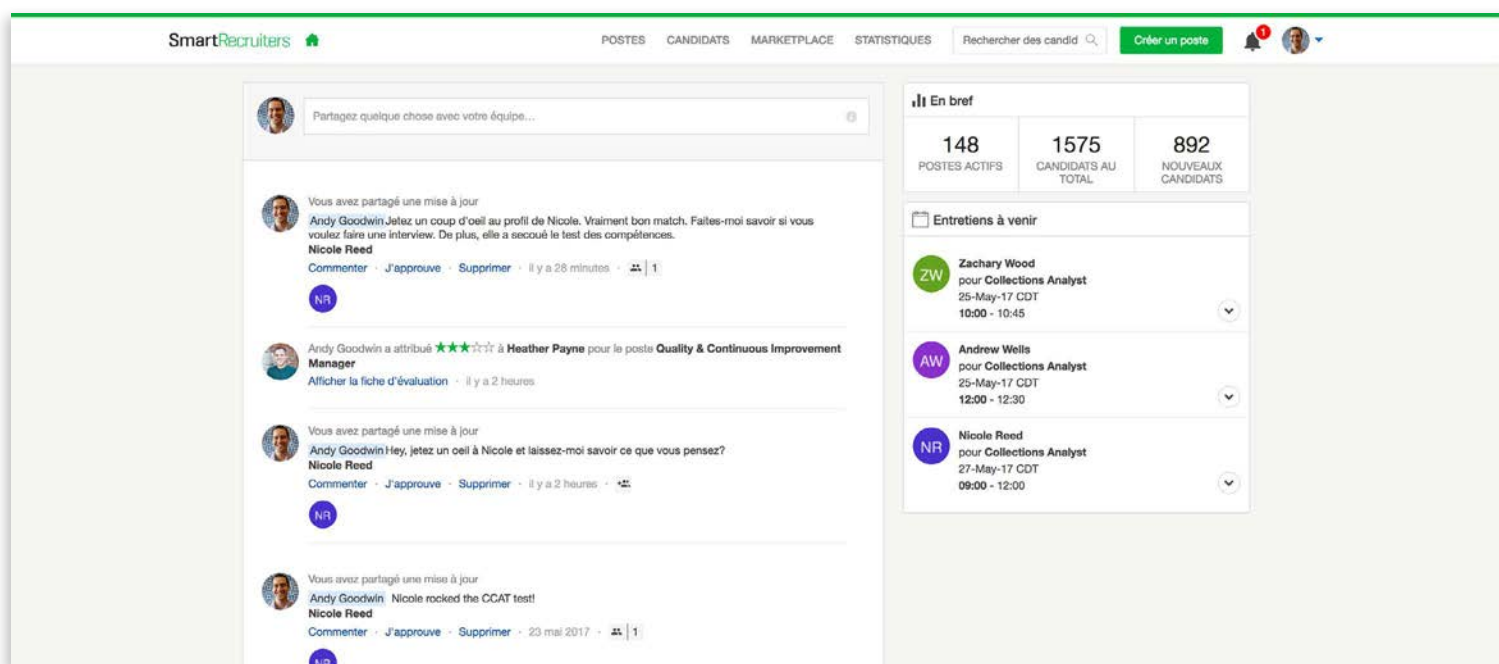 SmartRecruiters
POSTES CANDIDATS MARKETPLACE STATISTIQUES Rechercher des candid Créer un poste 1
Partagez quelque chose avec votre équipe...
Vous avez partagé une mise à jour
Andy Goodwin Jetez un coup d'oeil au profil de Nicole. Vraiment bon match. Faites-moi savoir si vous
voulez faire une interview. De plus, elle a secoué le test des compétences.
Nicole Reed
Commenter · J'approuve · Supprimer · il y a 28 minutes · 1
NR
Andy Goodwin a attribué ★★★☆☆ à Heather Payne pour le poste Quality & Continuous Improvement
Manager
Afficher la fiche d'évaluation · il y a 2 heures
Vous avez partagé une mise à jour
Andy Goodwin Hey, jetez un oeil à Nicole et laissez-moi savoir ce que vous pensez?
Nicole Reed
Commenter · J'approuve · Supprimer · il y a 2 heures ·
NR
Vous avez partagé une mise à jour
Andy Goodwin Nicole rocked the CCAT test!
Nicole Reed
Commenter · J'approuve · Supprimer · 23 mai 2017 · 1
NR
En bref
148 1575 892
POSTES ACTIFS CANDIDATS AU NOUVEAUX
TOTAL CANDIDATS
Entretiens à venir
ZW
Zachary Wood
pour Collections Analyst
25-May-17 CDT
10:00 - 10:45
AW
Andrew Wells
pour Collections Analyst
25-May-17 CDT
12:00 - 12:30
NR
Nicole Reed
pour Collections Analyst
27-May-17 CDT
09:00 - 12:00